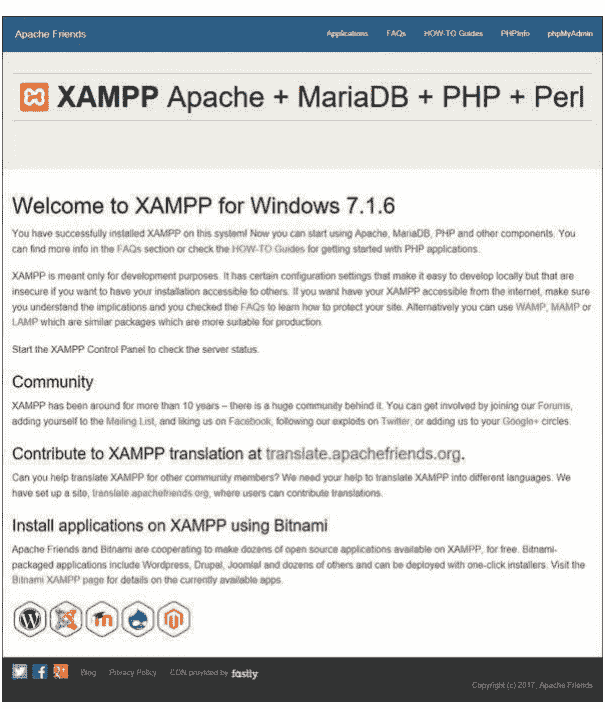 Apache Friends
Applications FAQs HOW-TO Guides PHPInfo phpMyAdmin
XAMPP Apache + MariaDB + PHP + Perl
Welcome to XAMPP for Windows 7.1.6
You have successfully installed XAMPP on this system! Now you can start using Apache, MariaDB, PHP and other components. You
can find more info in the FAQs section or check the HOW-TO Guides for getting started with PHP applications.
XAMPP is meant only for development purposes. It has certain configuration settings that make it easy to develop locally but that are
insecure if you want to have your installation accessible to others. If you want have your XAMPP accessible from the internet, make sure
you understand the implications and you checked the FAQs to learn how to protect your site. Alternatively you can use WAMP, MAMP or
LAMP which are similar packages which are more suitable for production.
Start the XAMPP Control Panel to check the server status.
Community
XAMPP has been around for more than 10 years – there is a huge community behind it. You can get involved by joining our Forums,
adding yourself to the Mailing List, and liking us on Facebook, following our exploits on Twitter, or adding us to your Google+ circles.
Contribute to XAMPP translation at translate.apachefriends.org.
Can you help translate XAMPP for other community members? We need your help to translate XAMPP into different languages. We
have set up a site, translate.apachefriends.org, where users can contribute translations.
Install applications on XAMPP using Bitnami
Apache Friends and Bitnami are cooperating to make dozens of open source applications available on XAMPP, for free. Bitnami-
packaged applications include Wordpress, Drupal, Joomla! and dozens of others and can be deployed with one-click installers. Visit the
Bitnami XAMPP page for details on the currently available apps.
Blog Privacy Policy CDN provided by fastly
Copyright (c) 2017, Apache Friends